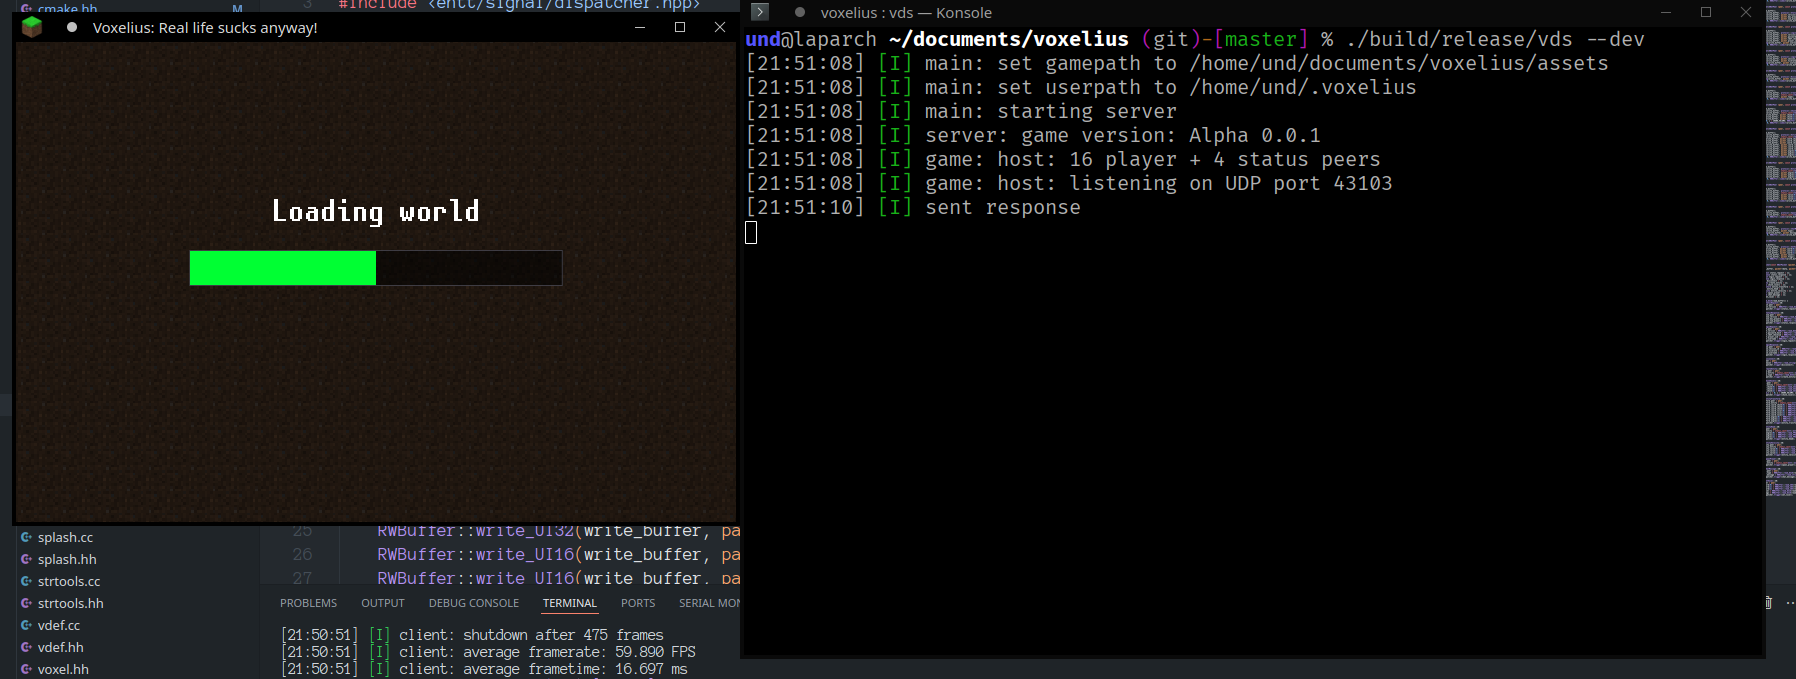 cmake.hh M
3 #include <entt/signal/dispatcher.hpp>
Voxelius: Real life sucks anyway!
Loading world
splash.cc
splash.hh
strtools.cc
strtools.hh
vdef.cc
vdef.hh
voxel.hh
25 RWBuffer::write_UI32(write_buffer, pa
26 RWBuffer::write_UI16(write_buffer, pa
27 RWBuffer::write_UI16(write_buffer, pa
PROBLEMS OUTPUT DEBUG CONSOLE TERMINAL PORTS SERIAL MON
[21:50:51] [I] client: shutdown after 475 frames
[21:50:51] [I] client: average framerate: 59.890 FPS
[21:50:51] [I] client: average frametime: 16.697 ms
voxelius : vds — Konsole
und@laparch ~/documents/voxelius (git)-[master] % ./build/release/vds --dev
[21:51:08] [I] main: set gamepath to /home/und/documents/voxelius/assets
[21:51:08] [I] main: set userpath to /home/und/.voxelius
[21:51:08] [I] main: starting server
[21:51:08] [I] server: game version: Alpha 0.0.1
[21:51:08] [I] game: host: 16 player + 4 status peers
[21:51:08] [I] game: host: listening on UDP port 43103
[21:51:10] [I] sent response